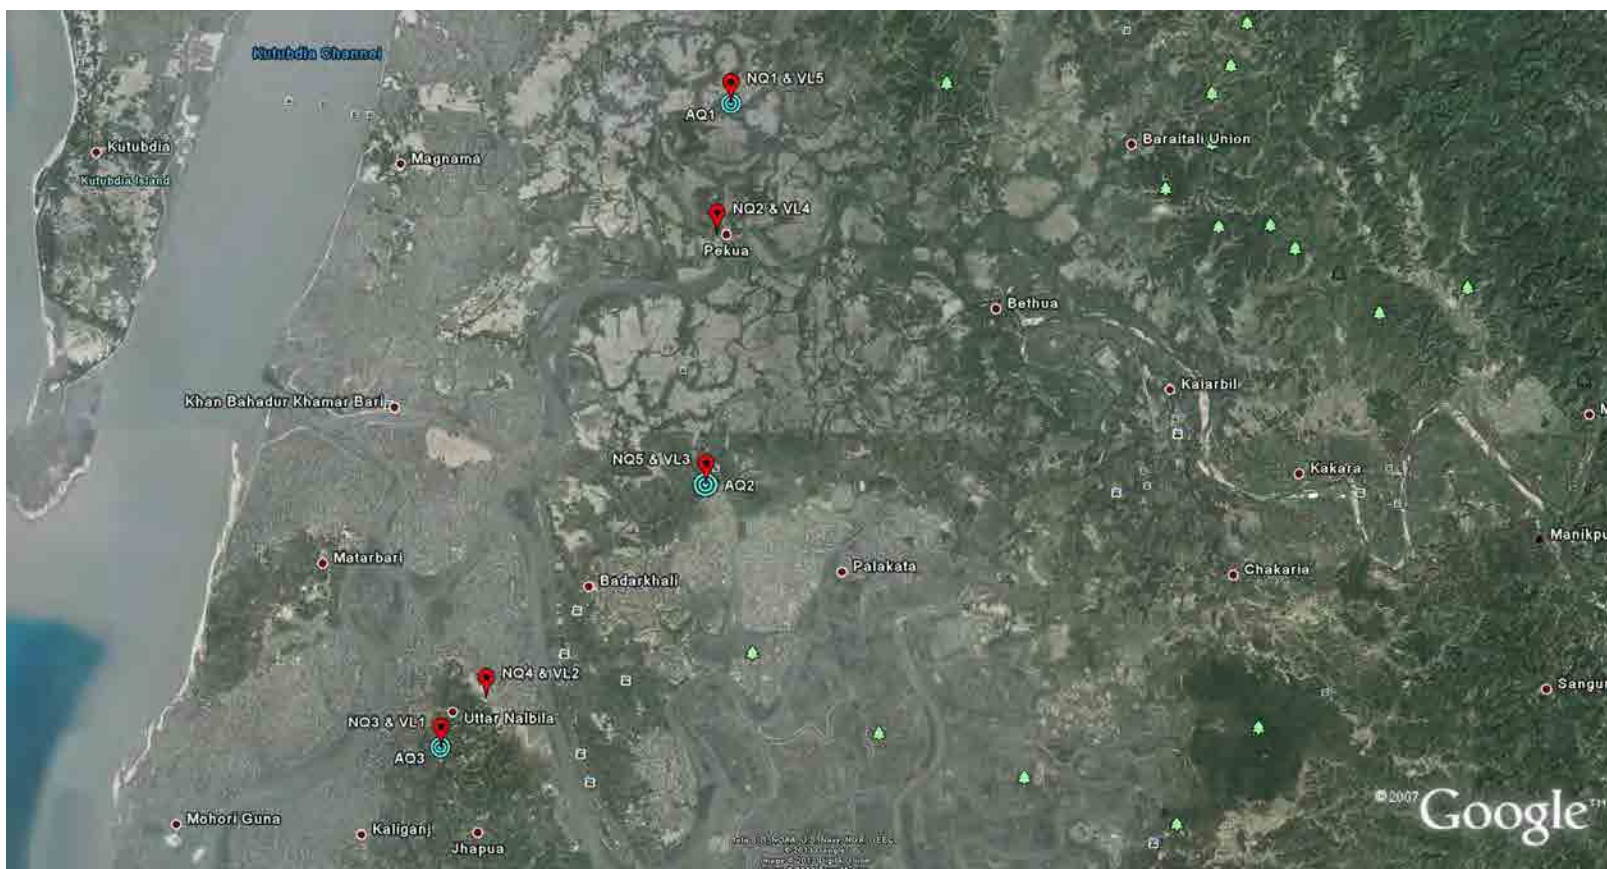 Kutubdia Channel
NQ1 & VL5
AQ1
Baraitali Union
Kutubdia
Magnama
Kutubdia Island
NQ2 & VL4
Pekua
Bethua
Kaiarbil
Khan Bahadur Khamar Bari
NQ5 & VL3
AQ2
Kakara
Manikpu
Matarbari
Badarkhali
Palakata
Chakaria
NQ4 & VL2
Sangur
NQ3 & VL1
Uttar Nalbila
AQ3
© 2007 Google™
Mohori Guna
Kaliganj
Jhapua